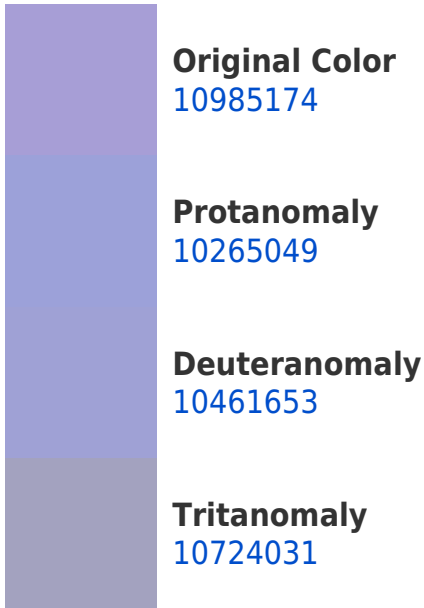 Original Color
10985174
Protanomaly
10265049
Deuteranomaly
10461653
Tritanomaly
10724031